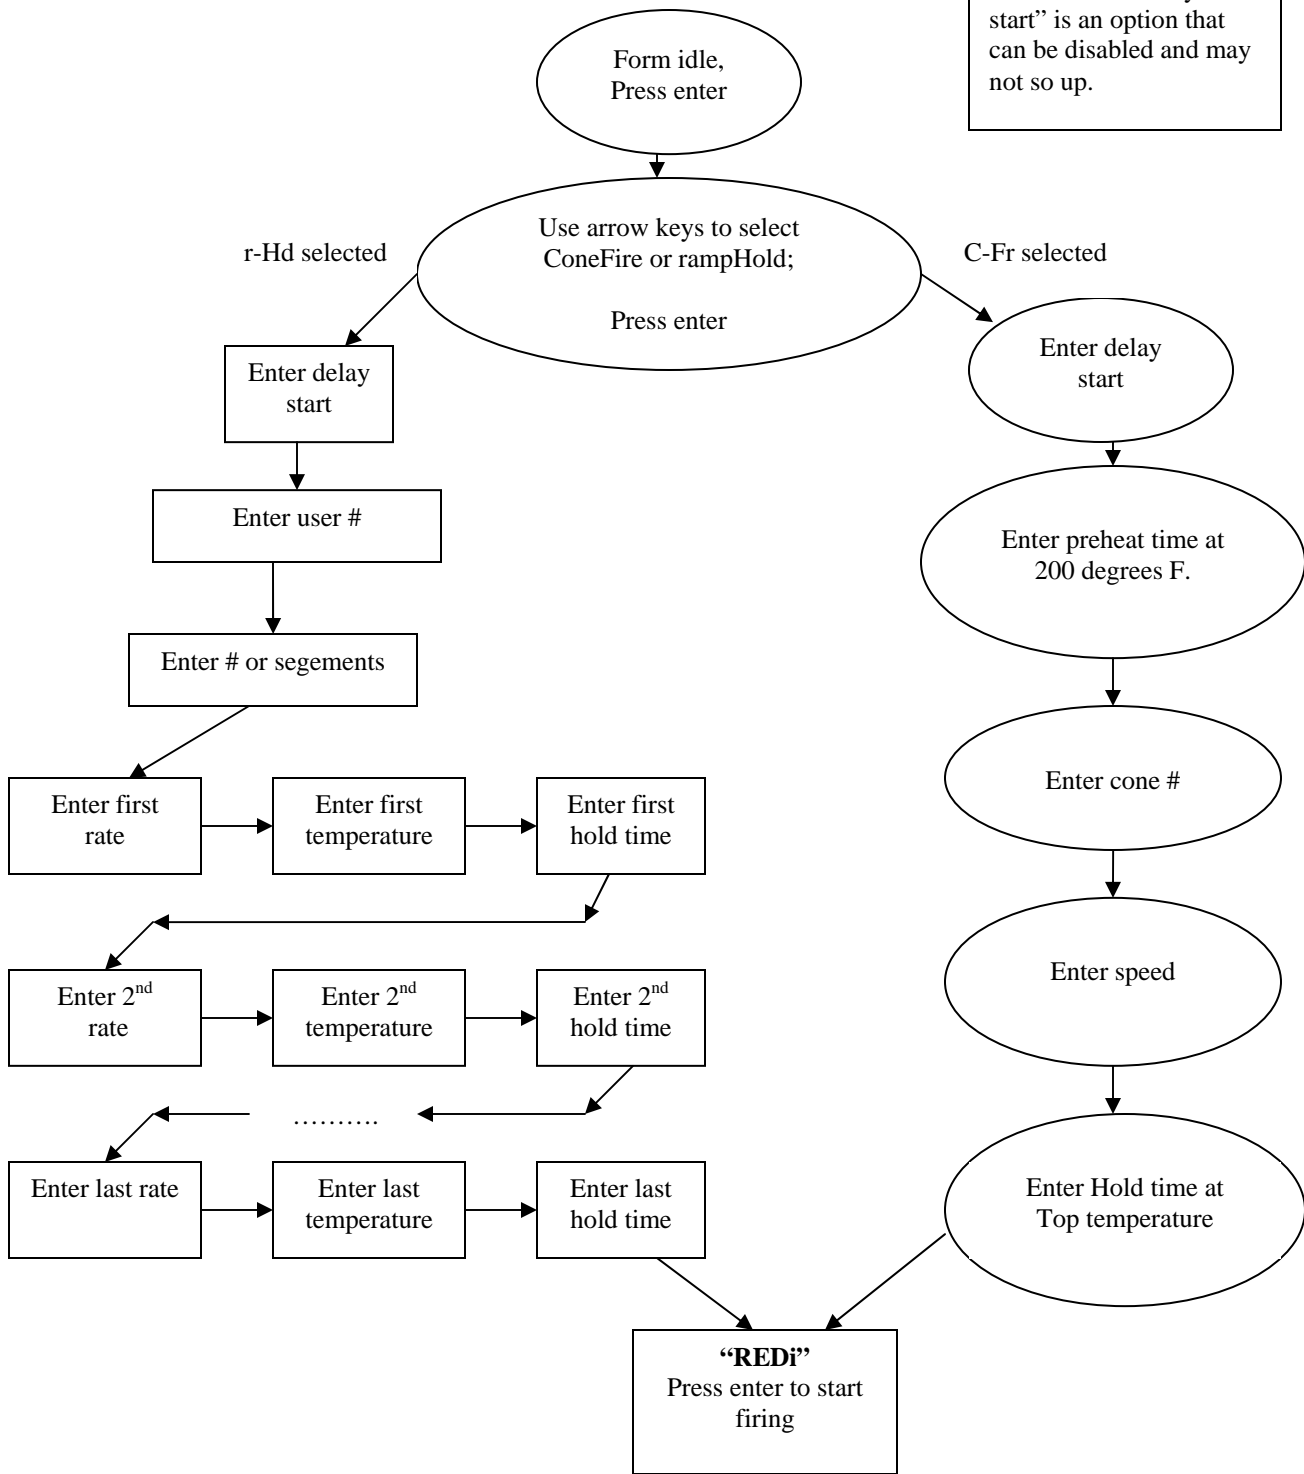 start” is an option that
can be disabled and may
not so up.
Form idle,
Press enter
Use arrow keys to select
ConeFire or rampHold;
Press enter
r-Hd selected
C-Fr selected
Enter delay
start
Enter user #
Enter # or segements
Enter first
rate
Enter first
temperature
Enter first
hold time
Enter 2nd
rate
Enter 2nd
temperature
Enter 2nd
hold time
……….
Enter last rate
Enter last
temperature
Enter last
hold time
Enter delay
start
Enter preheat time at
200 degrees F.
Enter cone #
Enter speed
Enter Hold time at
Top temperature
“REDi”
Press enter to start
firing